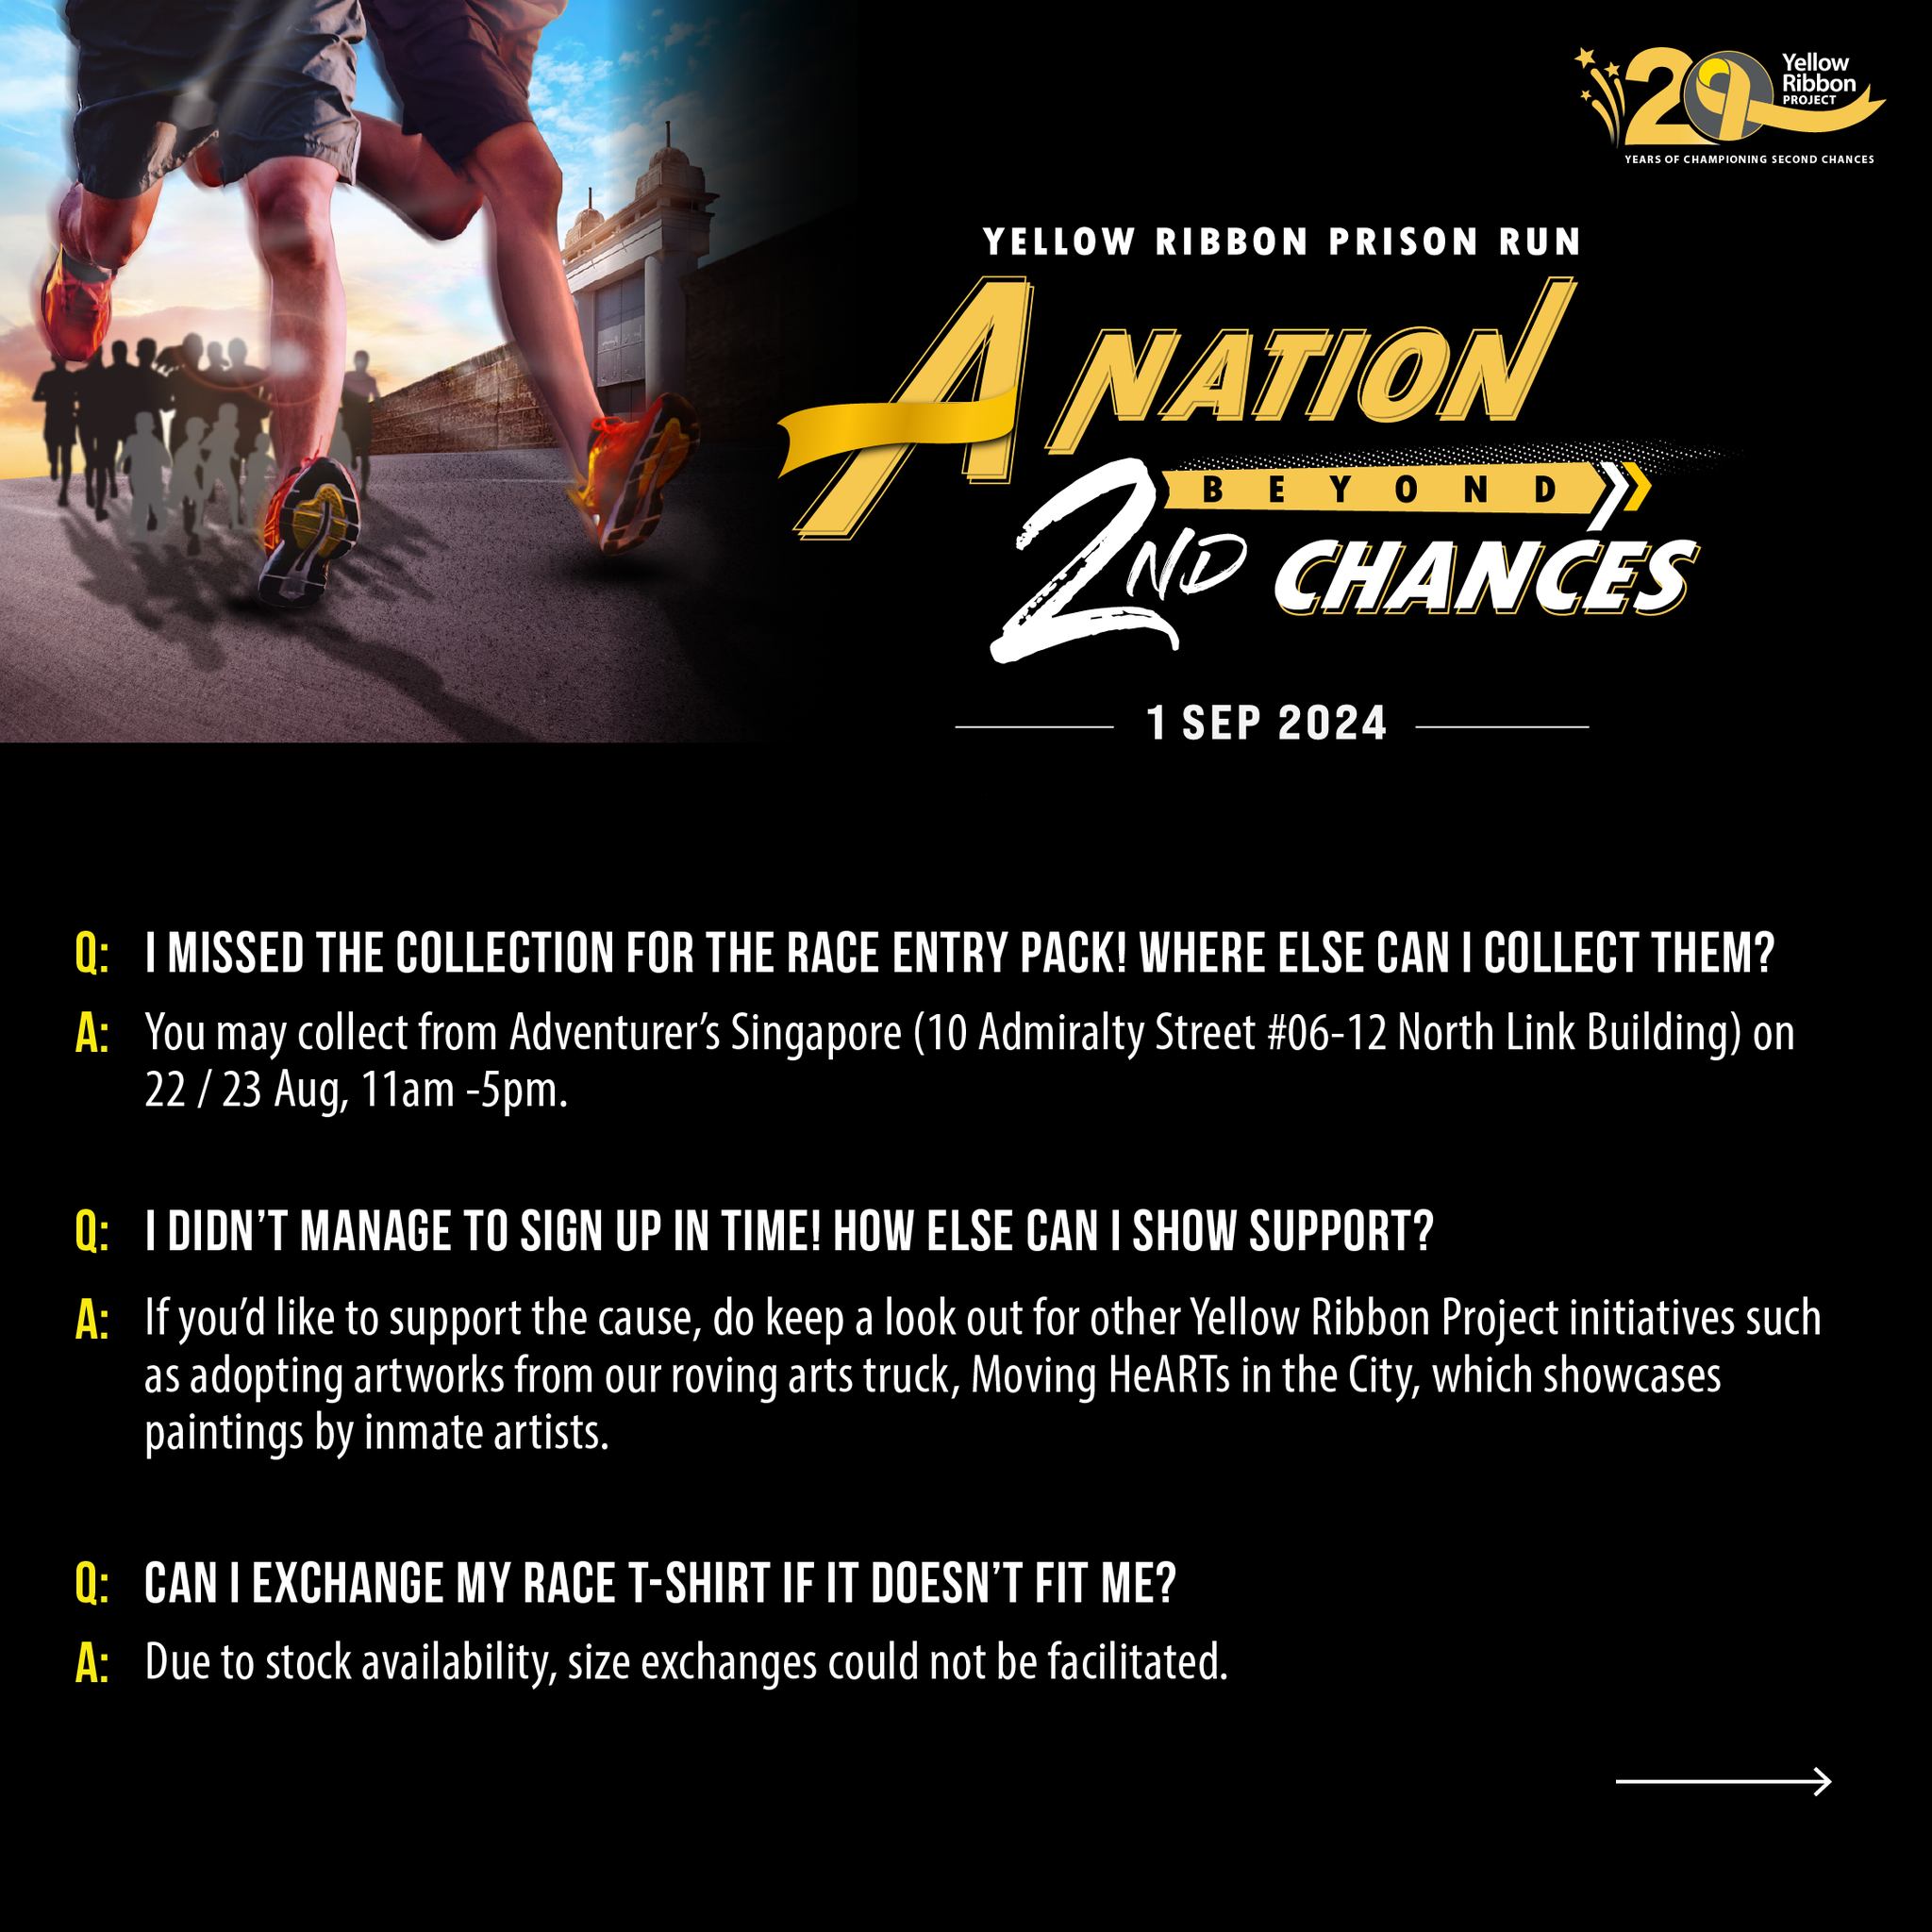 20
Yellow
Ribbon
PROJECT
YEARS OF CHAMPIONING SECOND CHANCES
YELLOW RIBBON PRISON RUN
A NATION
BEYOND
2ND CHANCES
1 SEP 2024
Q: I MISSED THE COLLECTION FOR THE RACE ENTRY PACK! WHERE ELSE CAN I COLLECT THEM?
A: You may collect from Adventurer’s Singapore (10 Admiralty Street #06-12 North Link Building) on
22 / 23 Aug, 11am -5pm.
Q: I DIDN’T MANAGE TO SIGN UP IN TIME! HOW ELSE CAN I SHOW SUPPORT?
A: If you’d like to support the cause, do keep a look out for other Yellow Ribbon Project initiatives such
as adopting artworks from our roving arts truck, Moving HeARTs in the City, which showcases
paintings by inmate artists.
Q: CAN I EXCHANGE MY RACE T-SHIRT IF IT DOESN’T FIT ME?
A: Due to stock availability, size exchanges could not be facilitated.